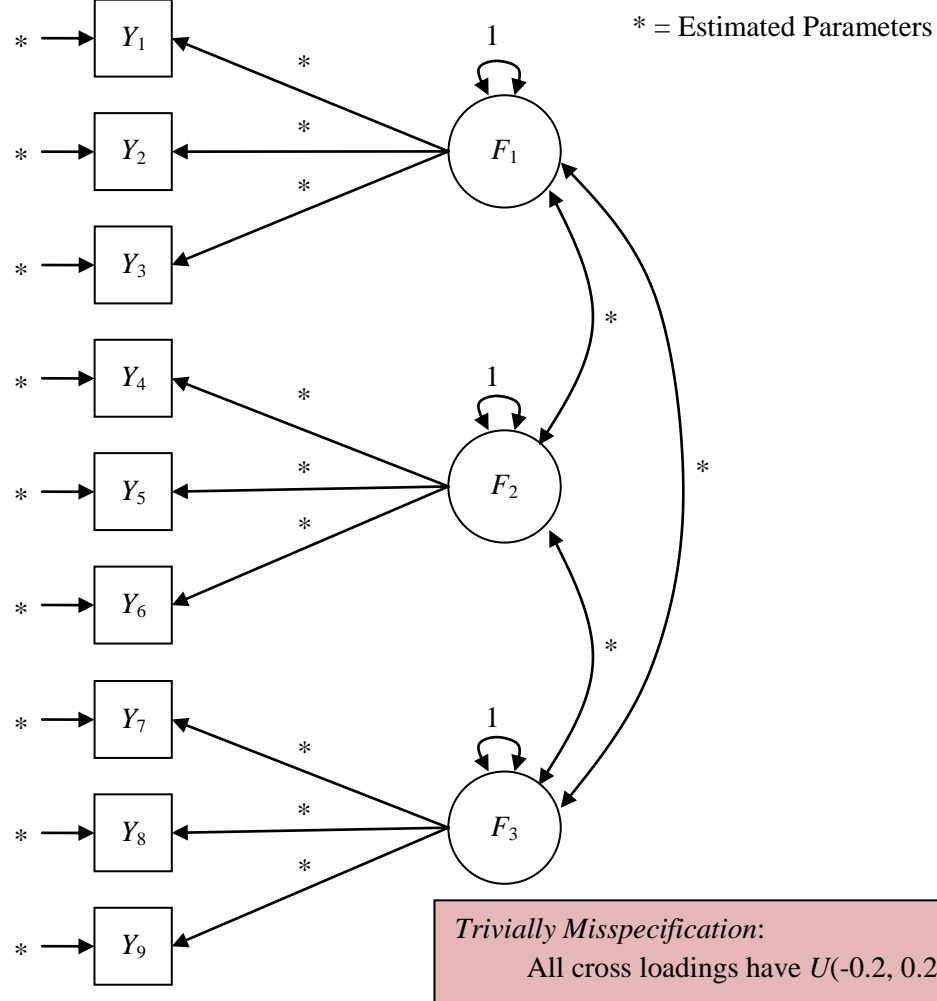 * = Estimated Parameters
* Y1 * 1
* Y2 * F1
* Y3 *
*
* Y4 * 1
* Y5 * F2 *
* Y6 *
*
* Y7 * 1
* Y8 * F3
* Y9 *
Trivially Misspecification:
All cross loadings have U(-0.2, 0.2